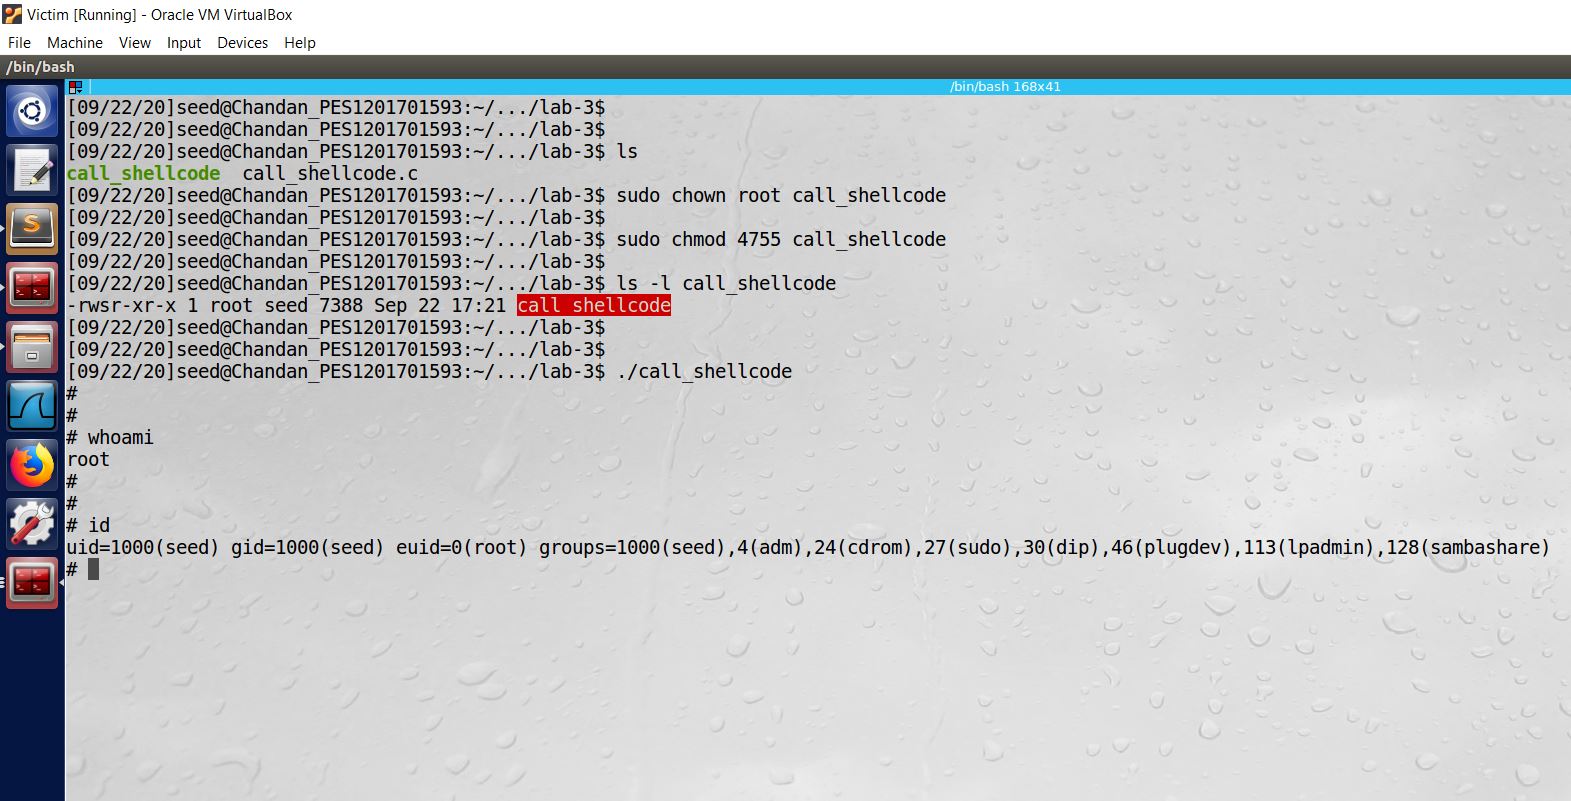 Victim [Running] - Oracle VM VirtualBox
File Machine View Input Devices Help
/bin/bash
/bin/bash 168x41
[09/22/20]seed@Chandan_PES1201701593:~/.../lab-3$
[09/22/20]seed@Chandan_PES1201701593:~/.../lab-3$
[09/22/20]seed@Chandan_PES1201701593:~/.../lab-3$ ls
call_shellcode  call_shellcode.c
[09/22/20]seed@Chandan_PES1201701593:~/.../lab-3$ sudo chown root call_shellcode
[09/22/20]seed@Chandan_PES1201701593:~/.../lab-3$
[09/22/20]seed@Chandan_PES1201701593:~/.../lab-3$ sudo chmod 4755 call_shellcode
[09/22/20]seed@Chandan_PES1201701593:~/.../lab-3$
[09/22/20]seed@Chandan_PES1201701593:~/.../lab-3$ ls -l call_shellcode
-rwsr-xr-x 1 root seed 7388 Sep 22 17:21 call_shellcode
[09/22/20]seed@Chandan_PES1201701593:~/.../lab-3$
[09/22/20]seed@Chandan_PES1201701593:~/.../lab-3$
[09/22/20]seed@Chandan_PES1201701593:~/.../lab-3$ ./call_shellcode
#
#
# whoami
root
#
#
# id
uid=1000(seed) gid=1000(seed) euid=0(root) groups=1000(seed),4(adm),24(cdrom),27(sudo),30(dip),46(plugdev),113(lpadmin),128(sambashare)
#